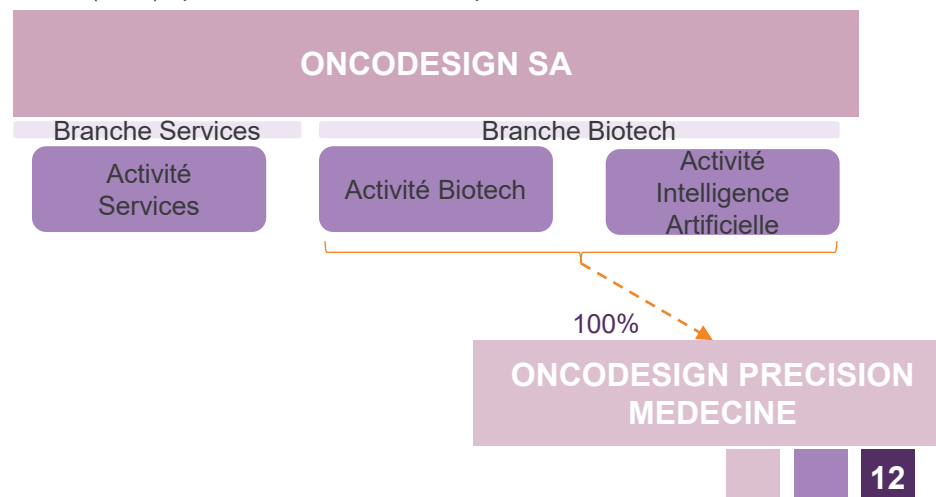 ONCODESIGN SA
Branche Services
Branche Biotech
Activité
Services
Activité Biotech
Activité
Intelligence
Artificielle
100%
ONCODESIGN PRECISION
MEDECINE
12